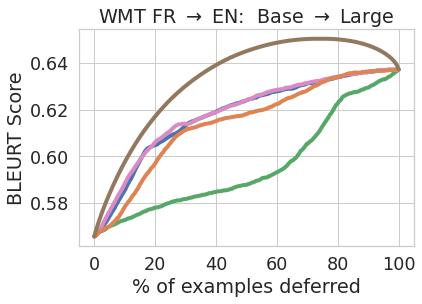 WMT FR → EN: Base → Large
BLEURT Score
0.64
0.62
0.60
0.58
0 20 40 60 80 100
% of examples deferred